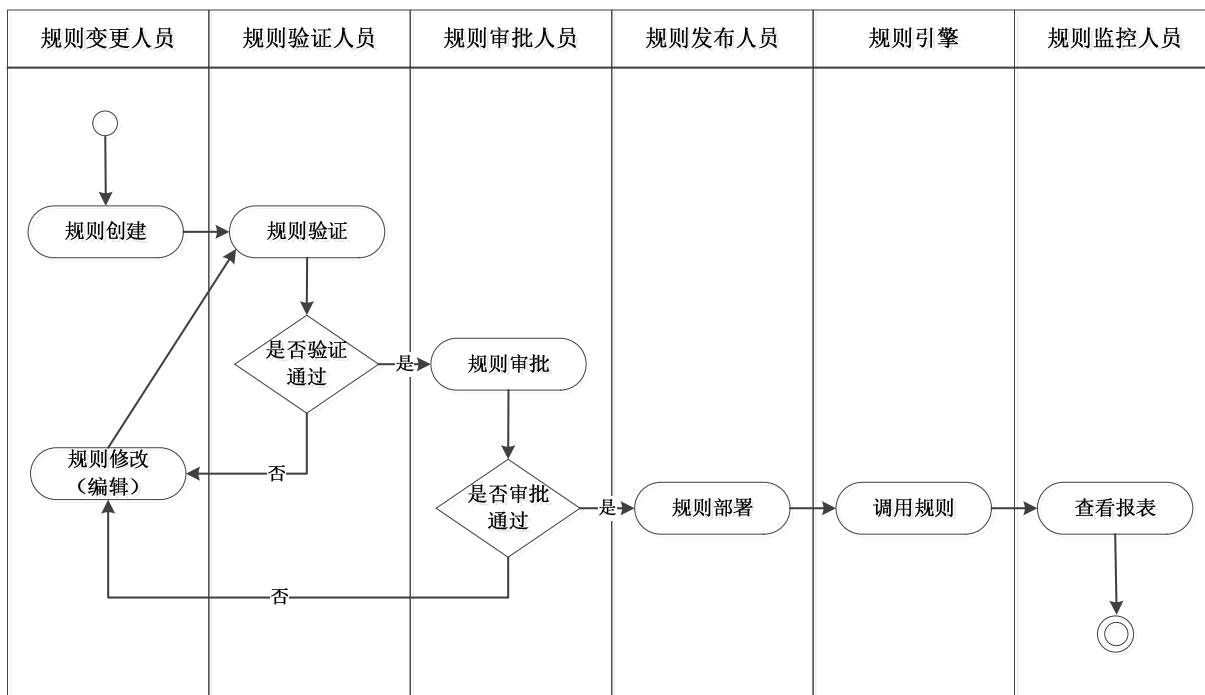 规则变更人员
规则验证人员
规则审批人员
规则发布人员
规则引擎
规则监控人员
规则创建
规则验证
是否验证
通过
是
规则审批
规则修改
（编辑）
否
是否审批
通过
是
规则部署
调用规则
查看报表
否